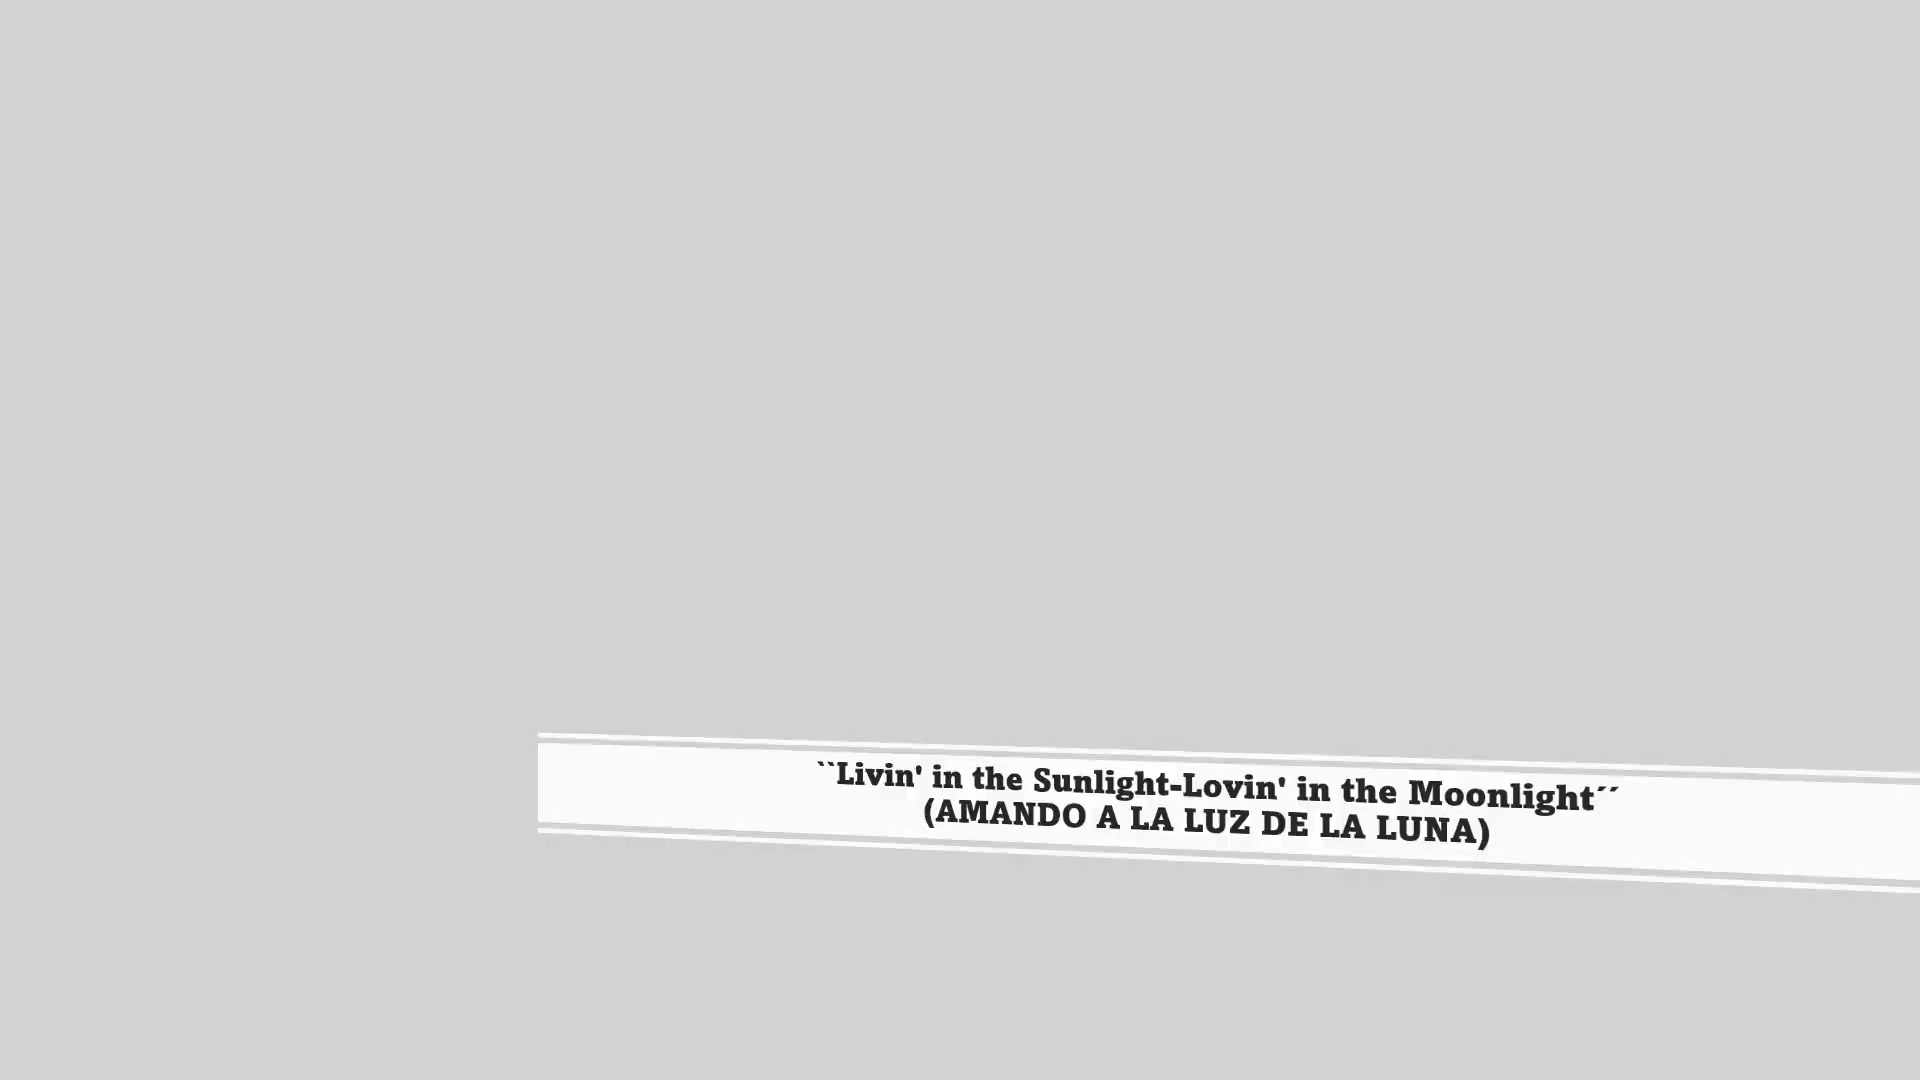 ``Livin' in the Sunlight-Lovin' in the Moonlight´´
(AMANDO A LA LUZ DE LA LUNA)